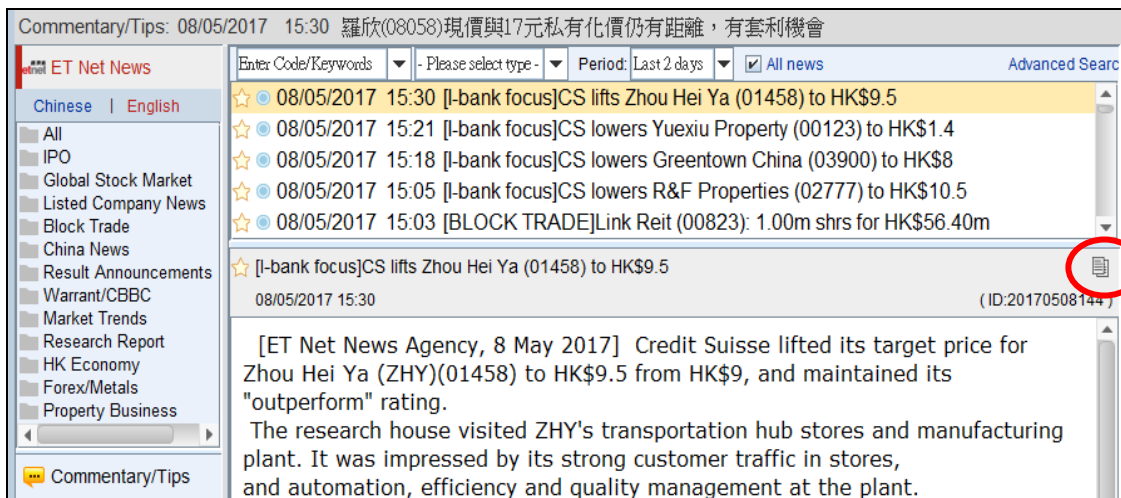 Commentary/Tips: 08/05/2017 15:30 羅欣(08058)現價與17元私有化價仍有距離，有套利機會
etnet ET Net News
Chinese | English
All
IPO
Global Stock Market
Listed Company News
Block Trade
China News
Result Announcements
Warrant/CBBC
Market Trends
Research Report
HK Economy
Forex/Metals
Property Business
Commentary/Tips
Enter Code/Keywords - Please select type - Period: Last 2 days All news Advanced Searc
08/05/2017 15:30 [I-bank focus]CS lifts Zhou Hei Ya (01458) to HK$9.5
08/05/2017 15:21 [I-bank focus]CS lowers Yuexiu Property (00123) to HK$1.4
08/05/2017 15:18 [I-bank focus]CS lowers Greentown China (03900) to HK$8
08/05/2017 15:05 [I-bank focus]CS lowers R&F Properties (02777) to HK$10.5
08/05/2017 15:03 [BLOCK TRADE]Link Reit (00823): 1.00m shrs for HK$56.40m
[I-bank focus]CS lifts Zhou Hei Ya (01458) to HK$9.5
08/05/2017 15:30 ( ID:20170508144 )
[ET Net News Agency, 8 May 2017] Credit Suisse lifted its target price for
Zhou Hei Ya (ZHY)(01458) to HK$9.5 from HK$9, and maintained its
"outperform" rating.
The research house visited ZHY's transportation hub stores and manufacturing
plant. It was impressed by its strong customer traffic in stores,
and automation, efficiency and quality management at the plant.